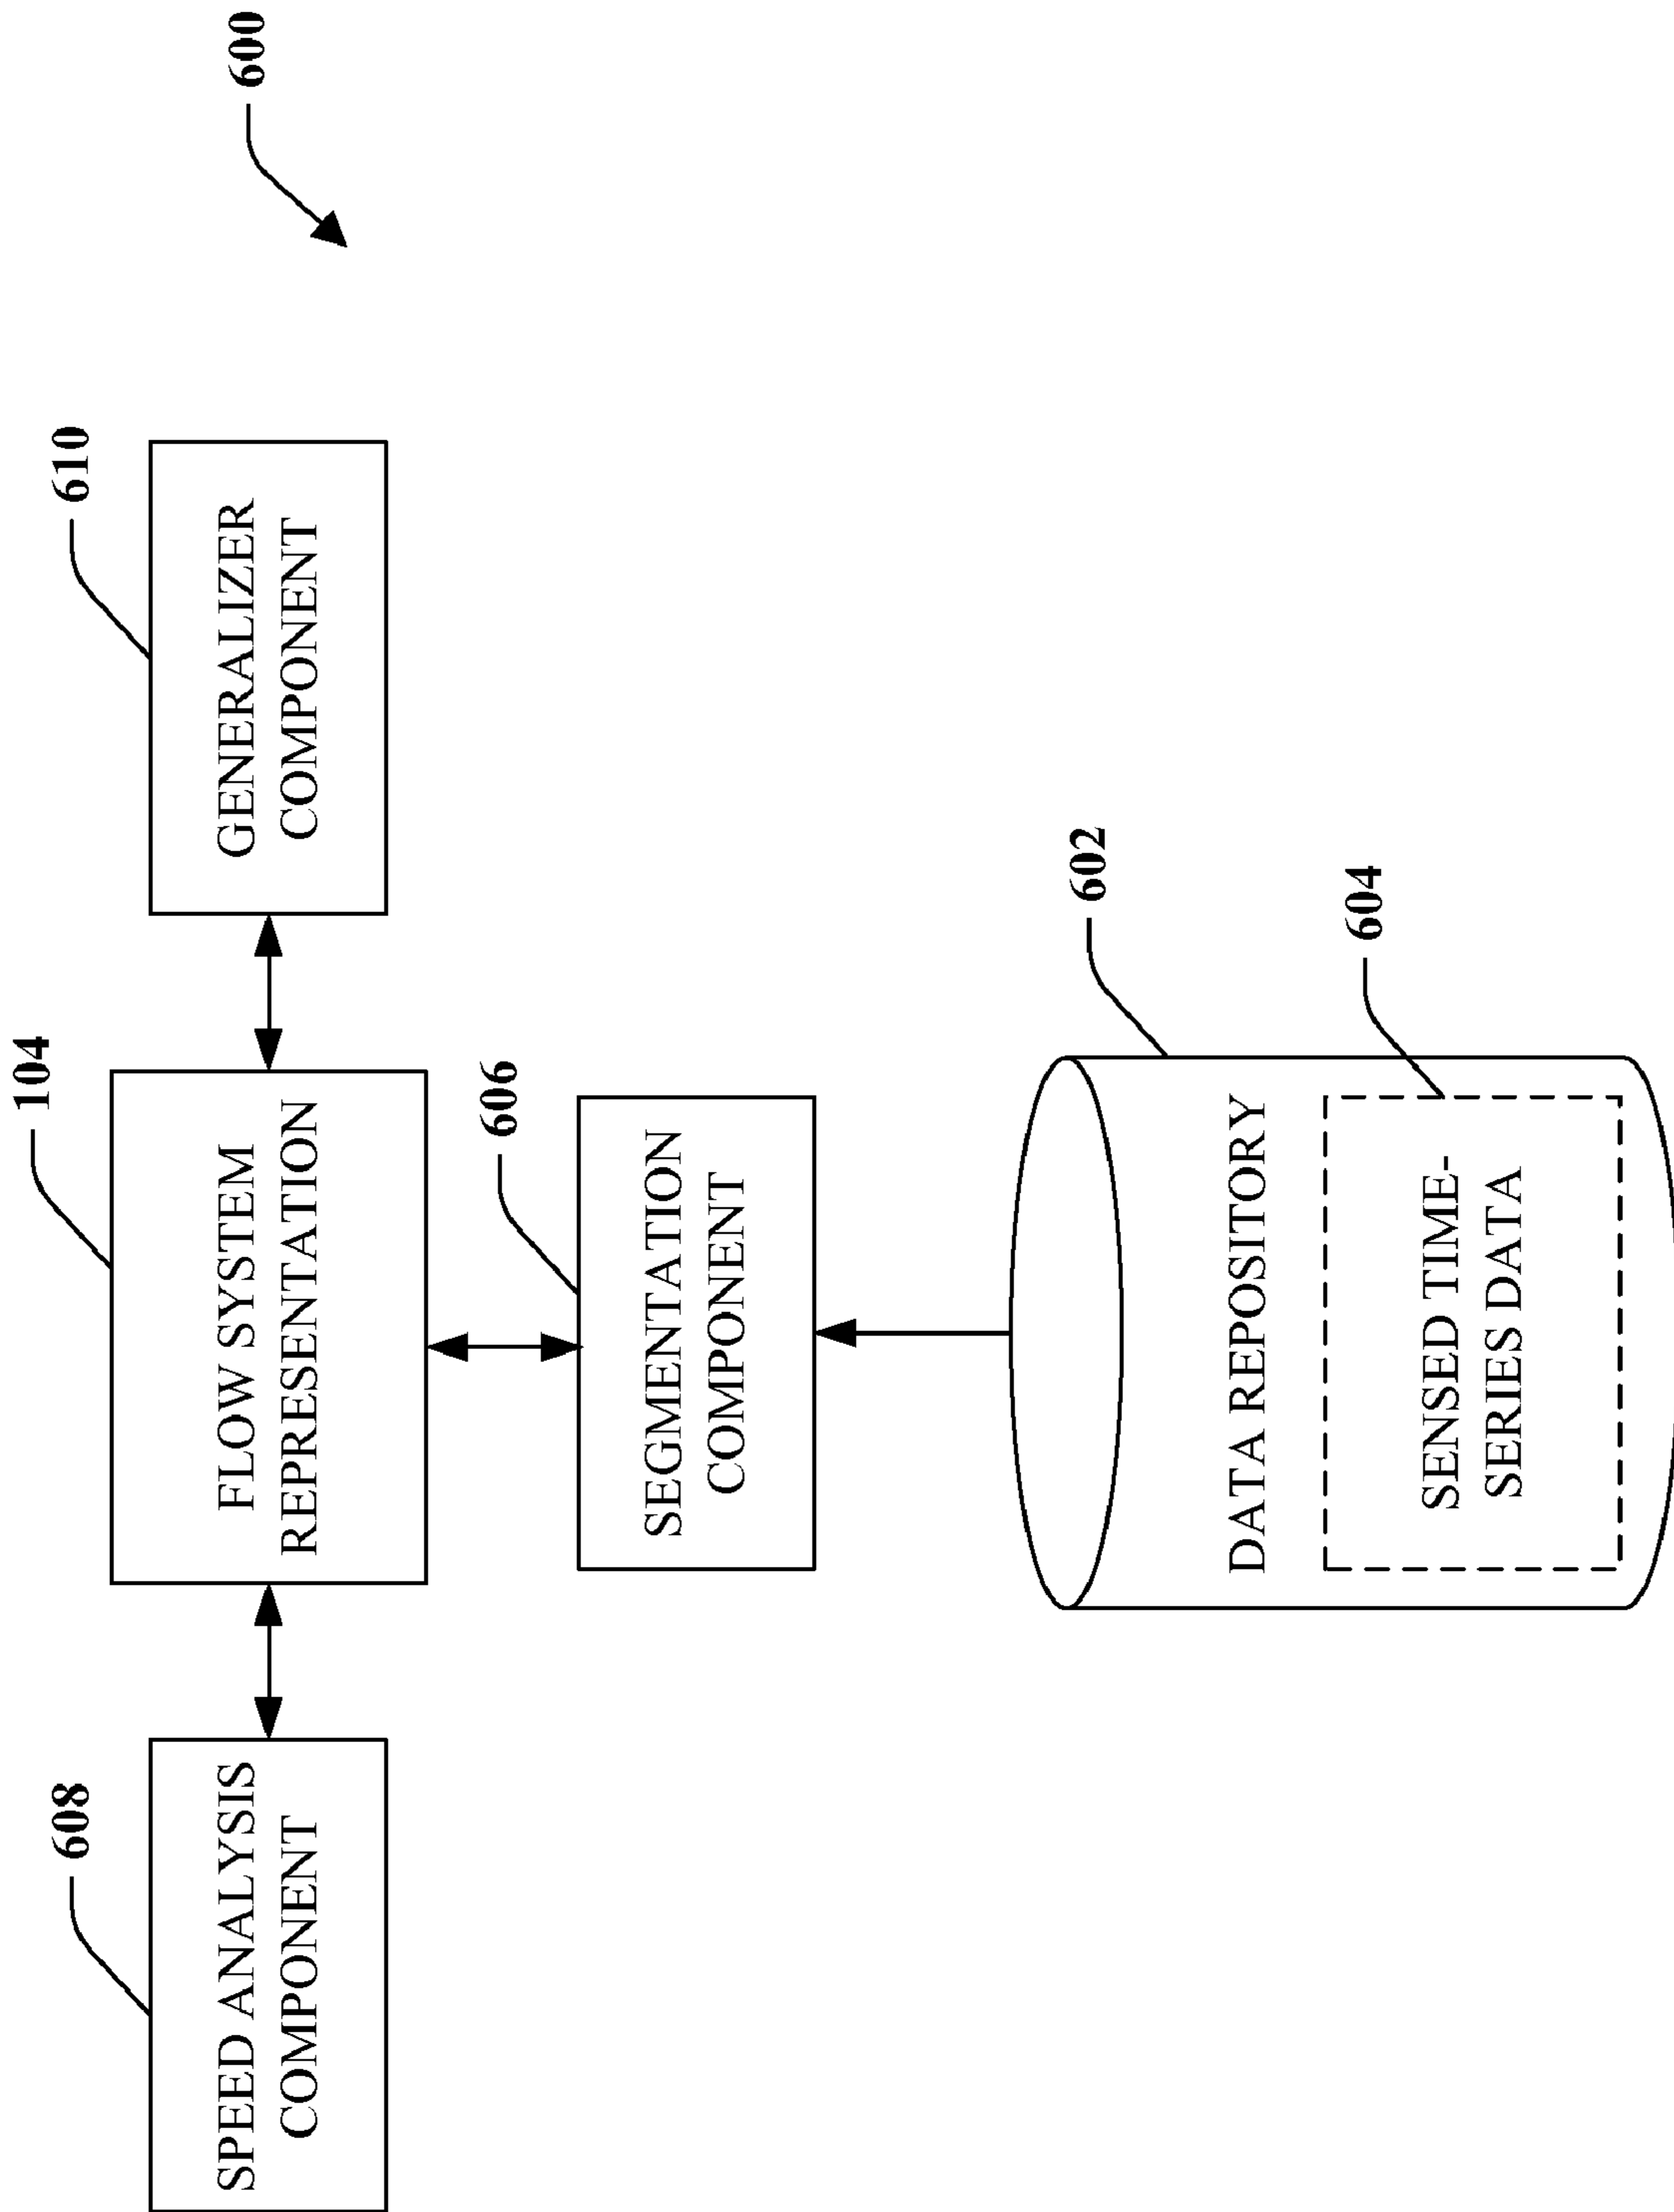 600
104
608
610
SPEED ANALYSIS
COMPONENT
FLOW SYSTEM
REPRESENTATION
GENERALIZER
COMPONENT
606
SEGMENTATION
COMPONENT
602
DATA REPOSITORY
604
SENSED TIME-
SERIES DATA